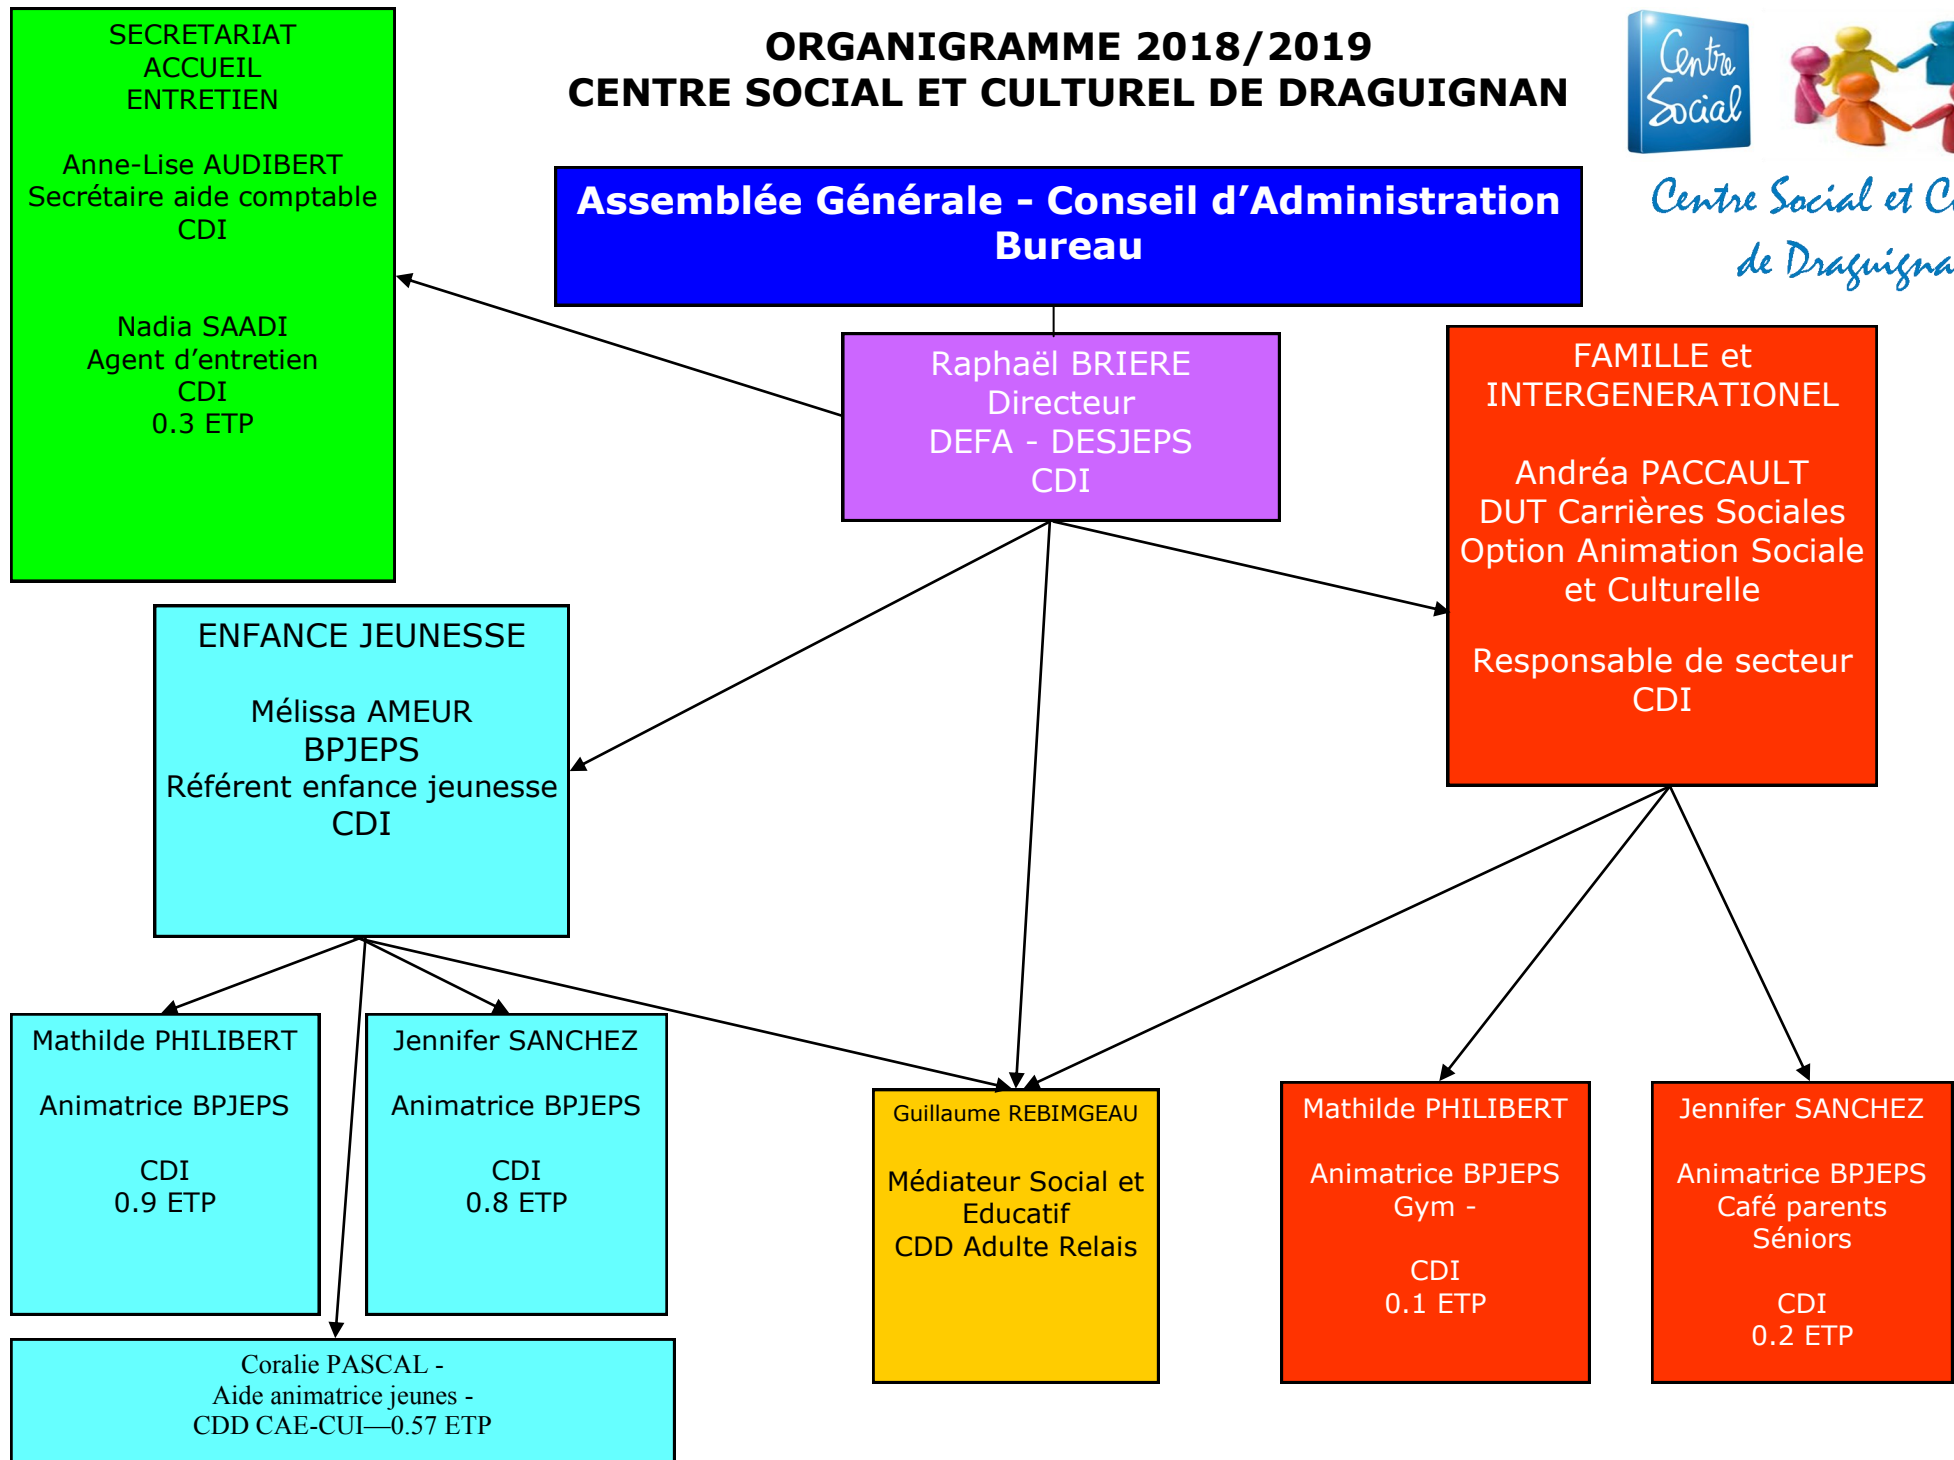 SECRETARIAT
ACCUEIL
ENTRETIEN
Anne-Lise AUDIBERT
Secrétaire aide comptable
CDI
Nadia SAADI
Agent d’entretien
CDI
0.3 ETP
ORGANIGRAMME 2018/2019
CENTRE SOCIAL ET CULTUREL DE DRAGUIGNAN
Centre
Social
Centre Social et C
de Draguigna
Assemblée Générale – Conseil d’Administration
Bureau
Raphaël BRIERE
Directeur
DEFA - DESJEPS
CDI
FAMILLE et
INTERGENERATIONEL
Andréa PACCAULT
DUT Carrières Sociales
Option Animation Sociale
et Culturelle
Responsable de secteur
CDI
ENFANCE JEUNESSE
Mélissa AMEUR
BPJEPS
Référent enfance jeunesse
CDI
Mathilde PHILIBERT
Animatrice BPJEPS
CDI
0.9 ETP
Jennifer SANCHEZ
Animatrice BPJEPS
CDI
0.8 ETP
Guillaume REBIMGEAU
Médiateur Social et
Educatif
CDD Adulte Relais
Mathilde PHILIBERT
Animatrice BPJEPS
Gym -
CDI
0.1 ETP
Jennifer SANCHEZ
Animatrice BPJEPS
Café parents
Séniors
CDI
0.2 ETP
Coralie PASCAL -
Aide animatrice jeunes -
CDD CAE-CUI—0.57 ETP